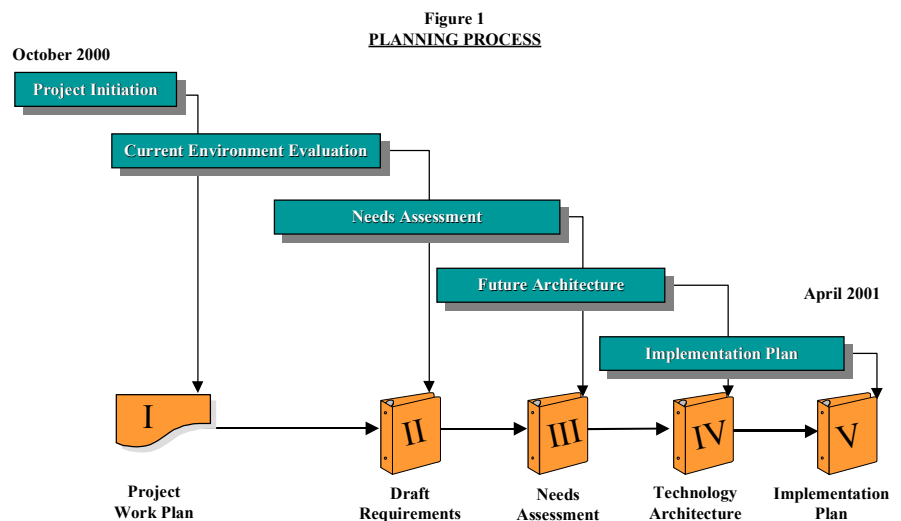 Figure 1
PLANNING PROCESS
October 2000
Project Initiation
Current Environment Evaluation
Needs Assessment
Future Architecture
April 2001
Implementation Plan
I
II
III
IV
V
Project
Work Plan
Draft
Requirements
Needs
Assessment
Technology
Architecture
Implementation
Plan